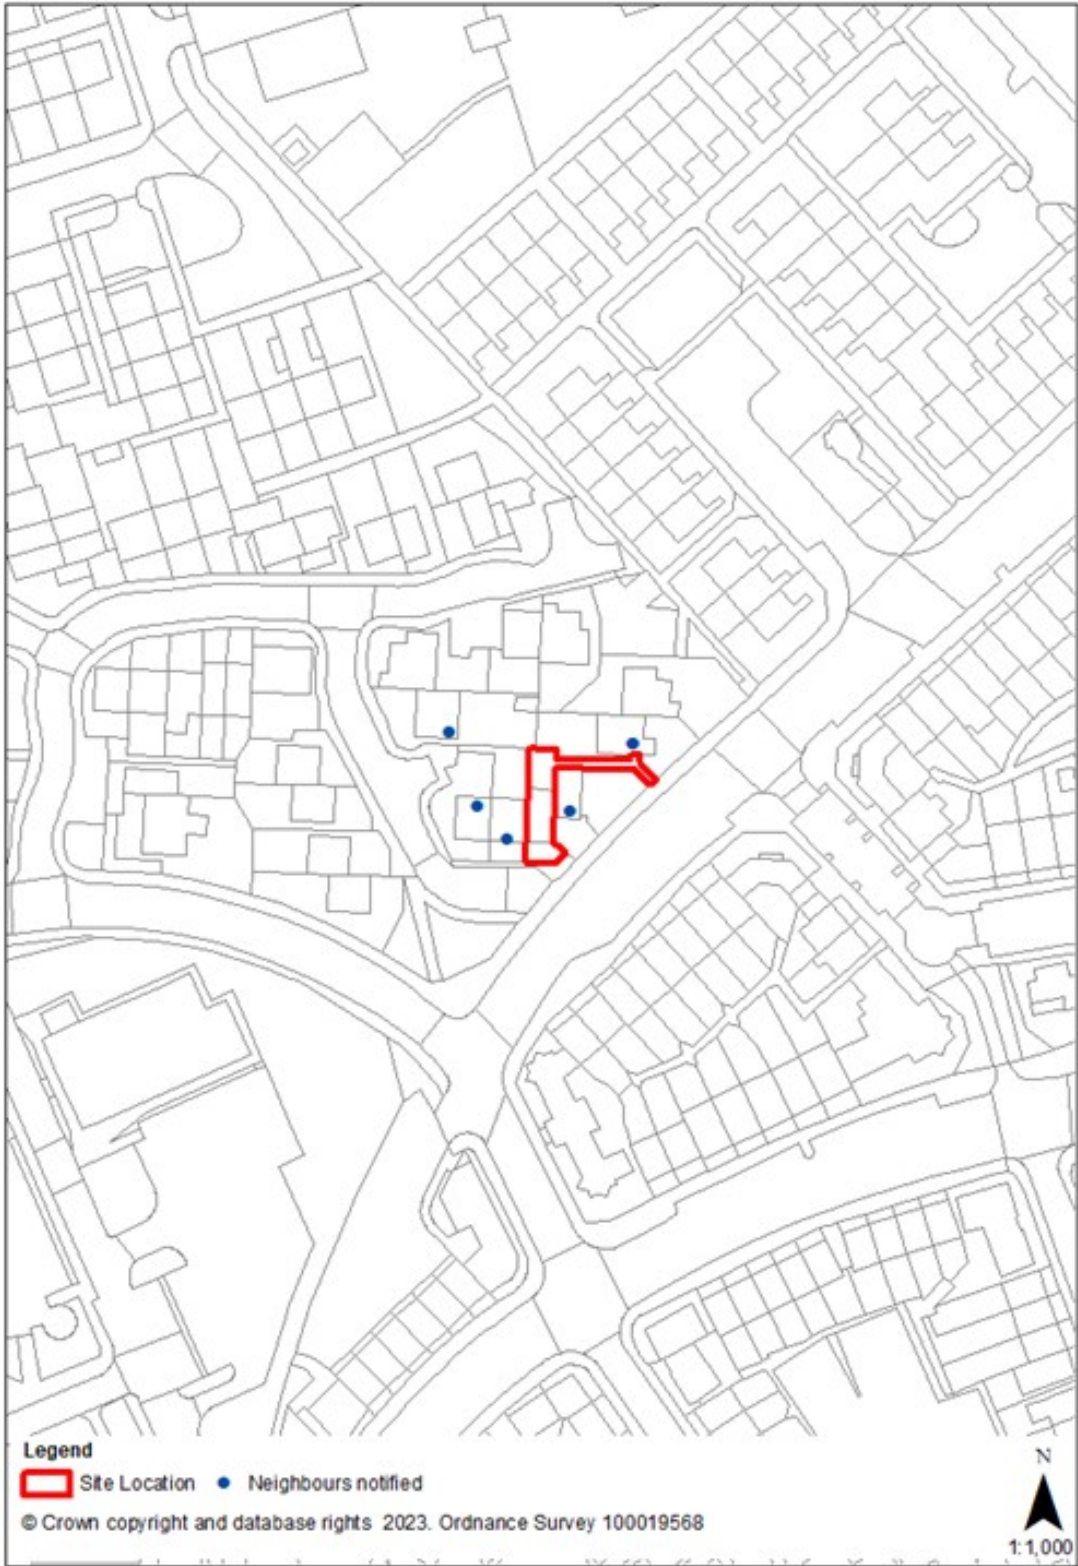 Legend
Site Location Neighbours notified
© Crown copyright and database rights 2023. Ordnance Survey 100019568
N
1:1,000